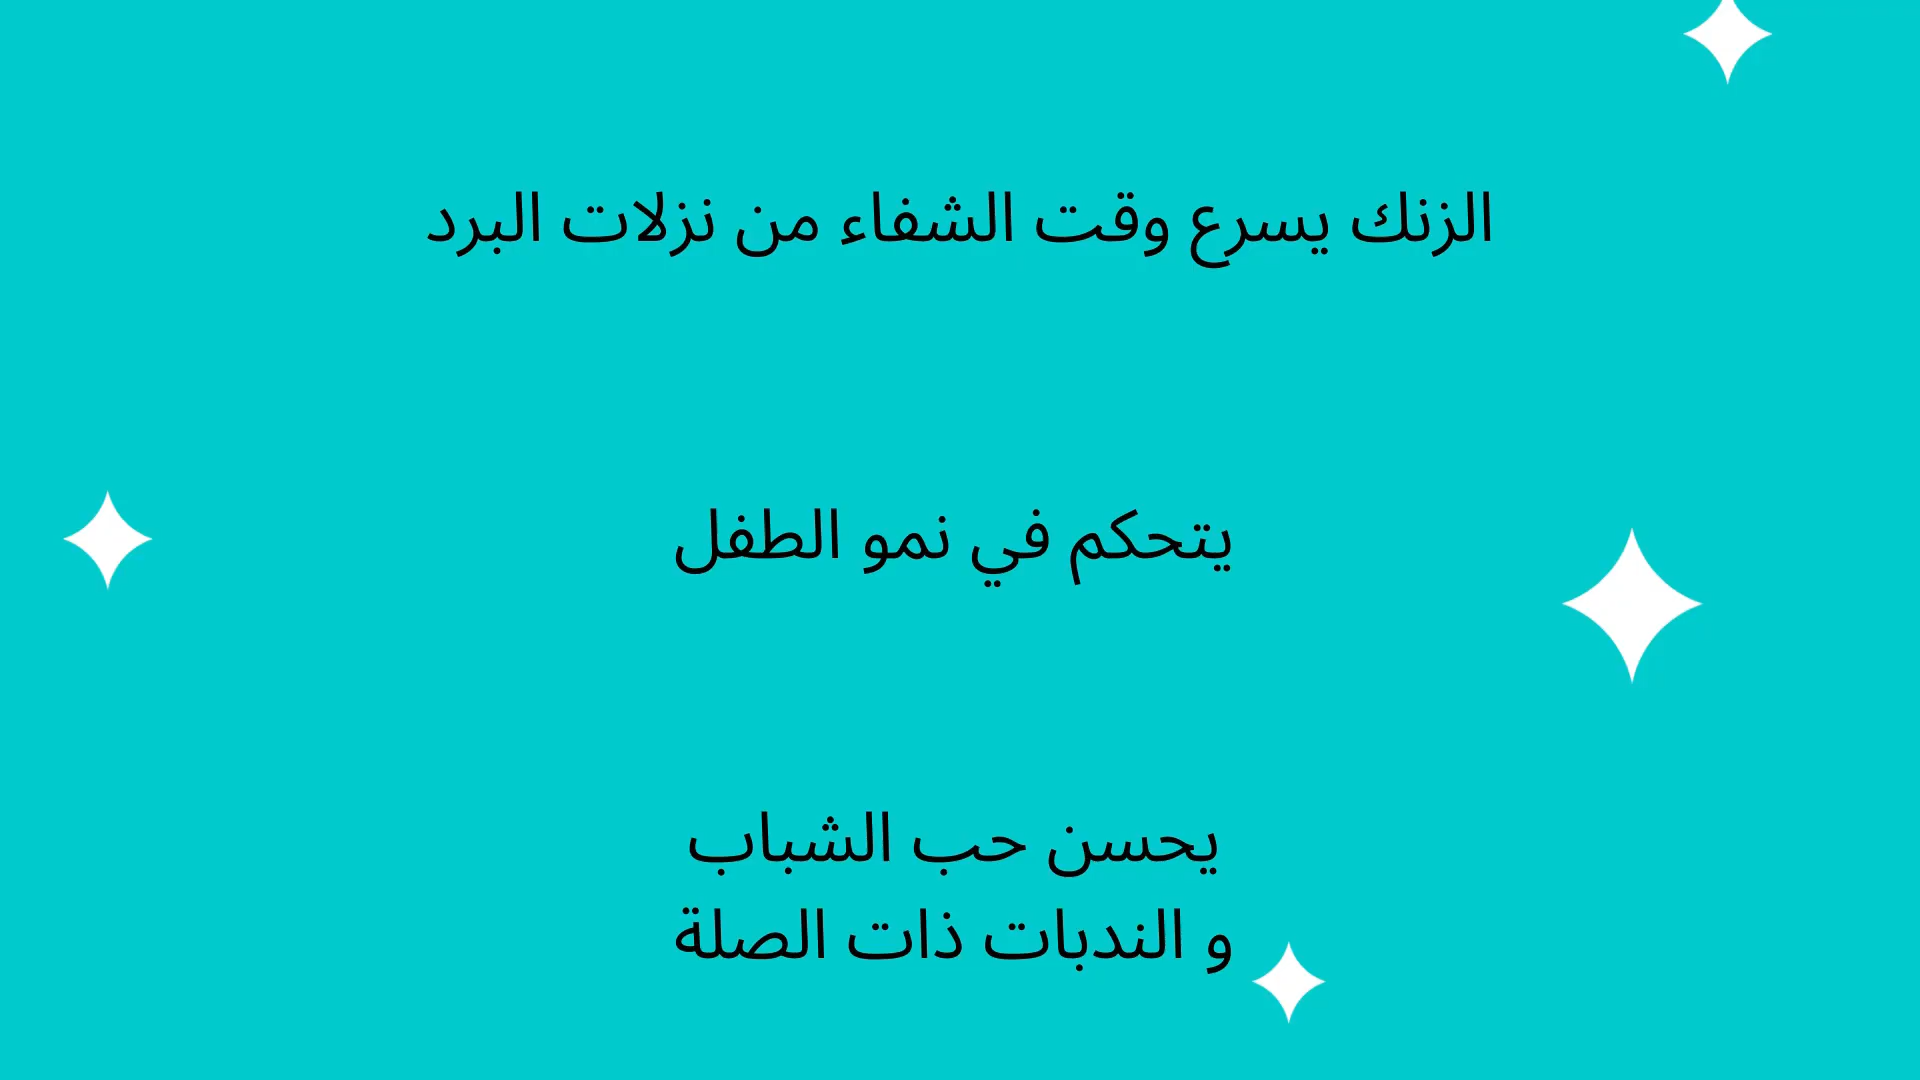 الزنك يسرع وقت الشفاء من نزلات البرد
يتحكم في نمو الطفل
يحسن حب الشباب
و الندبات ذات الصلة